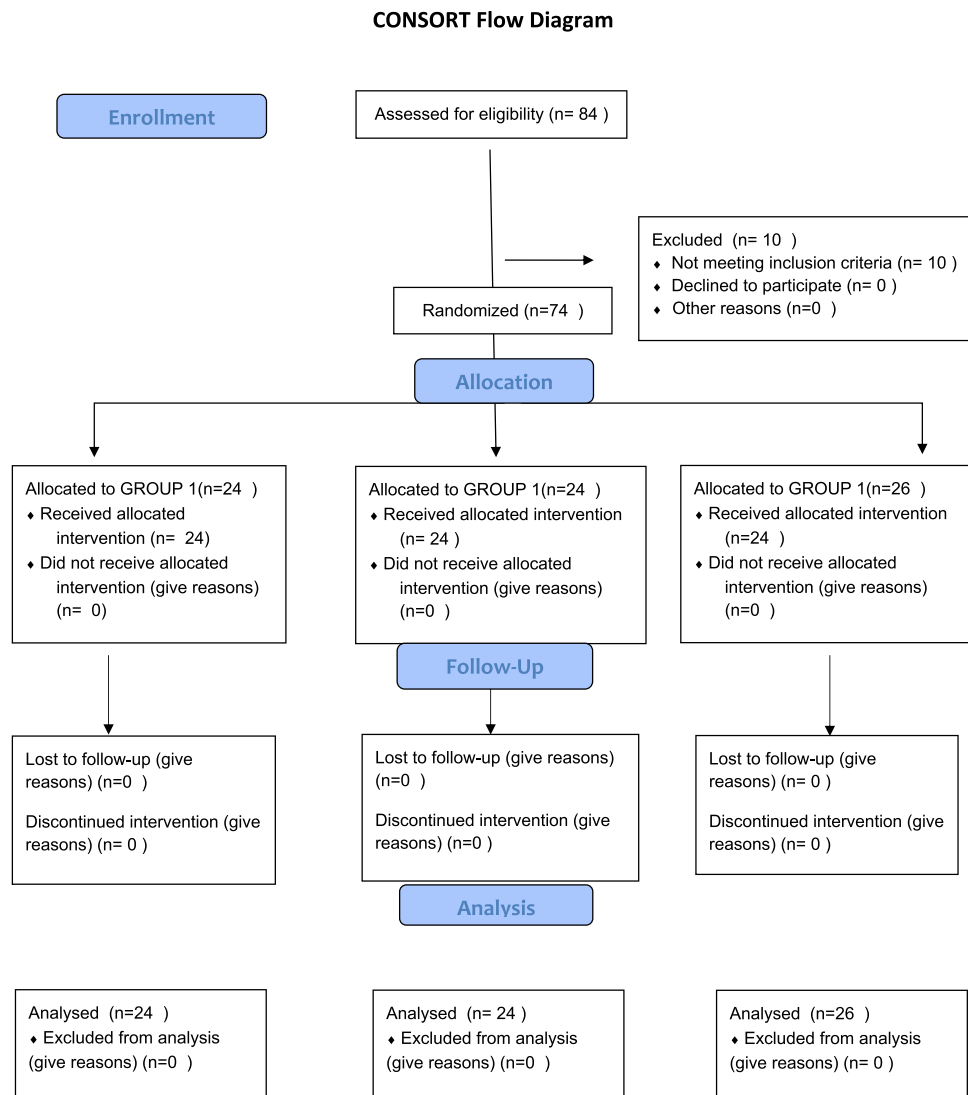 CONSORT Flow Diagram
Enrollment
Assessed for eligibility (n= 84 )
Excluded (n= 10 )
♦ Not meeting inclusion criteria (n= 10 )
♦ Declined to participate (n= 0 )
♦ Other reasons (n=0 )
Randomized (n=74 )
Allocation
Allocated to GROUP 1(n=24 )
♦ Received allocated
intervention (n= 24)
♦ Did not receive allocated
intervention (give reasons)
(n= 0)
Allocated to GROUP 1(n=24 )
♦ Received allocated intervention
(n= 24 )
♦ Did not receive allocated
intervention (give reasons)
(n=0 )
Allocated to GROUP 1(n=26 )
♦ Received allocated intervention
(n=24 )
♦ Did not receive allocated
intervention (give reasons)
(n=0 )
Follow-Up
Lost to follow-up (give
reasons) (n=0 )
Discontinued intervention (give
reasons) (n= 0 )
Lost to follow-up (give reasons)
(n=0 )
Discontinued intervention (give
reasons) (n=0 )
Lost to follow-up (give
reasons) (n= 0 )
Discontinued intervention (give
reasons) (n= 0 )
Analysis
Analysed (n=24 )
♦ Excluded from analysis
(give reasons) (n=0 )
Analysed (n= 24 )
♦ Excluded from analysis
(give reasons) (n=0 )
Analysed (n=26 )
♦ Excluded from analysis
(give reasons) (n= 0 )